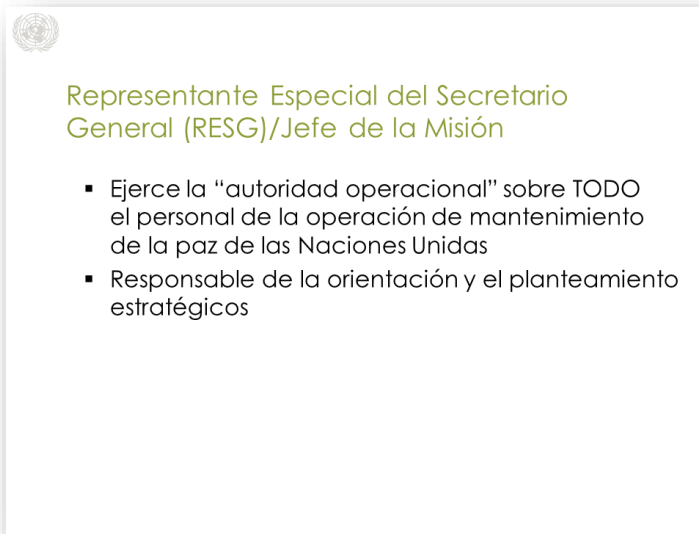 Representante Especial del Secretario
General (RESG)/Jefe de la Misión
▪ Ejerce la “autoridad operacional” sobre TODO
el personal de la operación de mantenimiento
de la paz de las Naciones Unidas
▪ Responsable de la orientación y el planteamiento
estratégicos